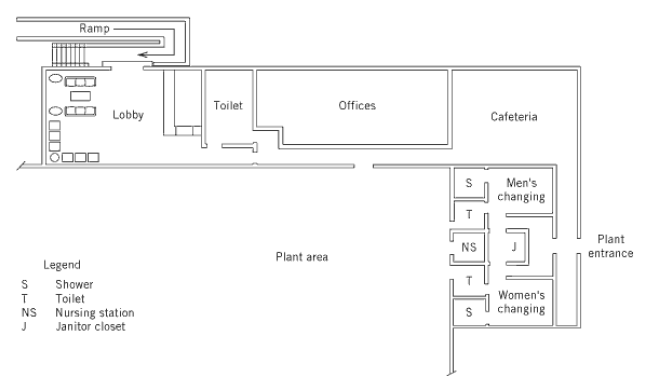 Ramp
Lobby
Toilet
Offices
Cafeteria
S
Men's
changing
T
NS
J
Plant
entrance
Plant area
T
Women's
changing
S
Legend
S Shower
T Toilet
NS Nursing station
J Janitor closet